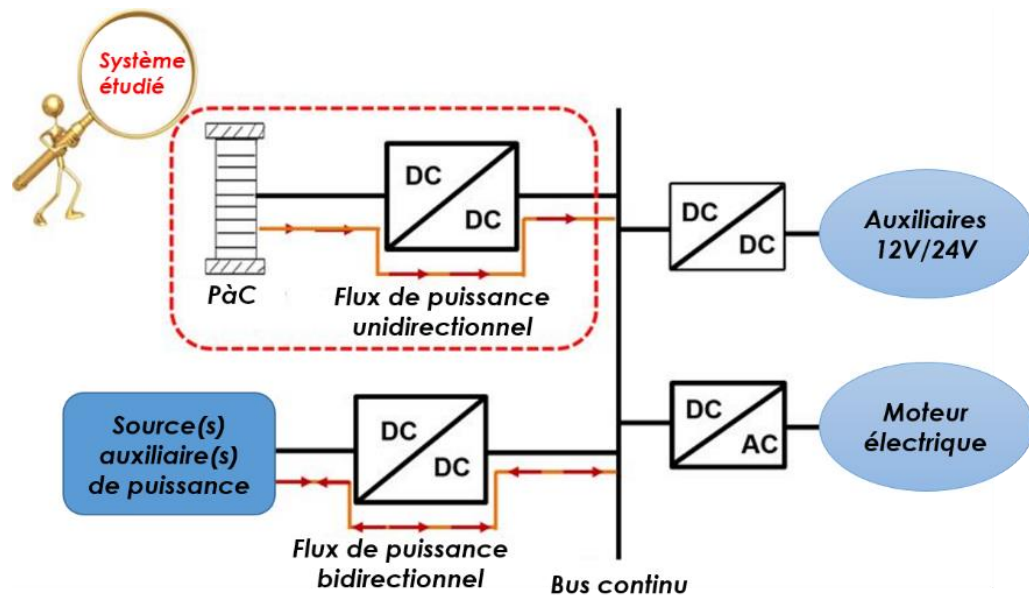 Système
étudié
DC
DC
PàC
Flux de puissance
unidirectionnel
DC
DC
Auxiliaires
12V/24V
Source(s)
auxiliaire(s)
de puissance
DC
DC
Flux de puissance
bidirectionnel
DC
AC
Moteur
électrique
Bus continu